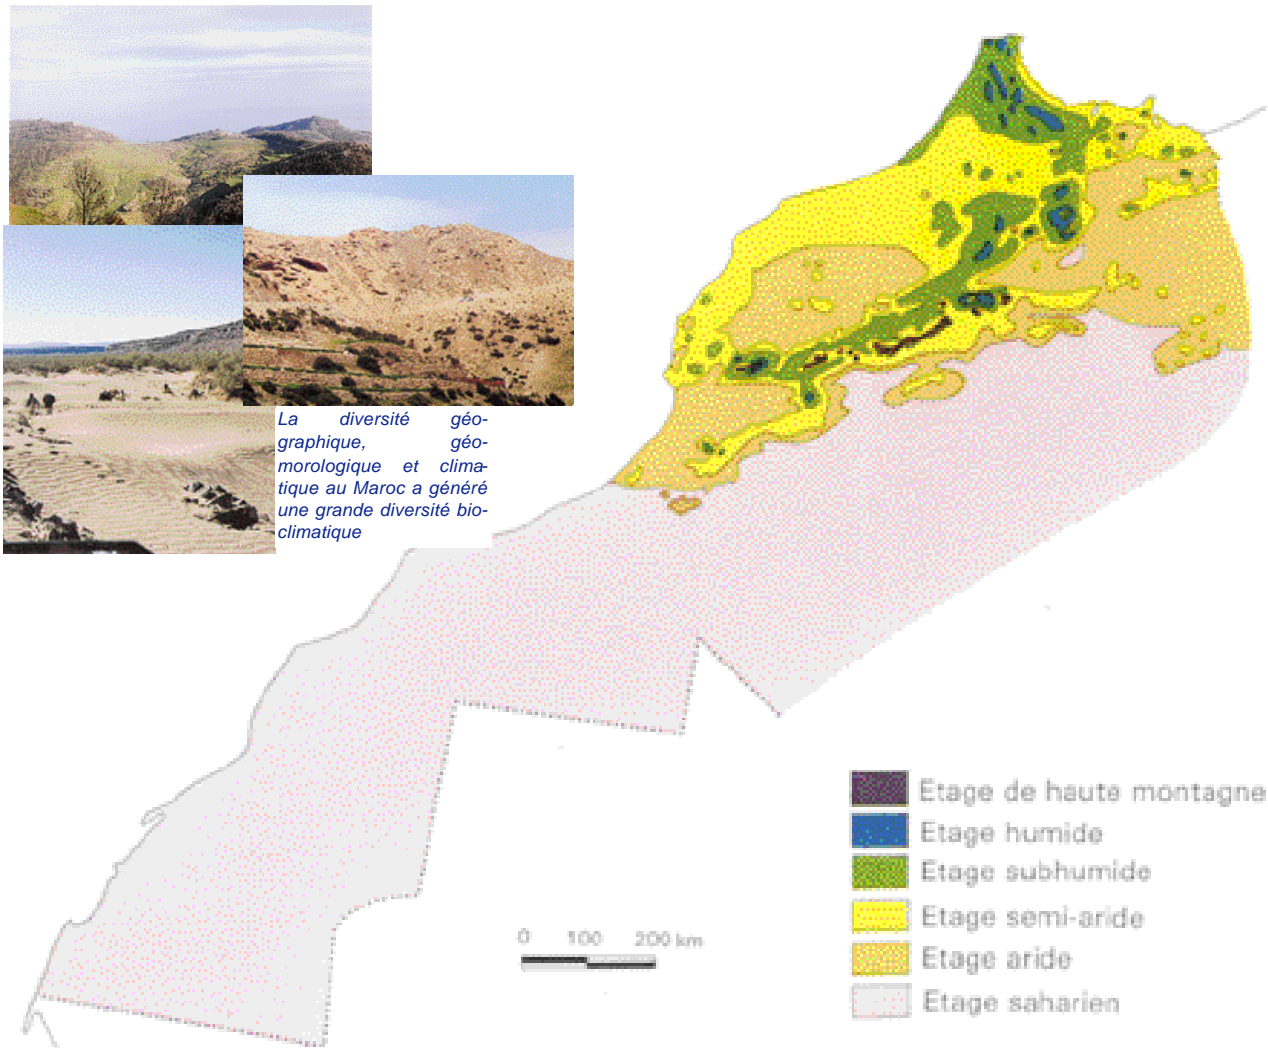 La diversité géo-
graphique, géo-
morologique et clima-
tique au Maroc a généré
une grande diversité bio-
climatique
Etage de haute montagne
Etage humide
Etage subhumide
Etage semi-aride
Etage aride
Etage saharien
0 100 200 km